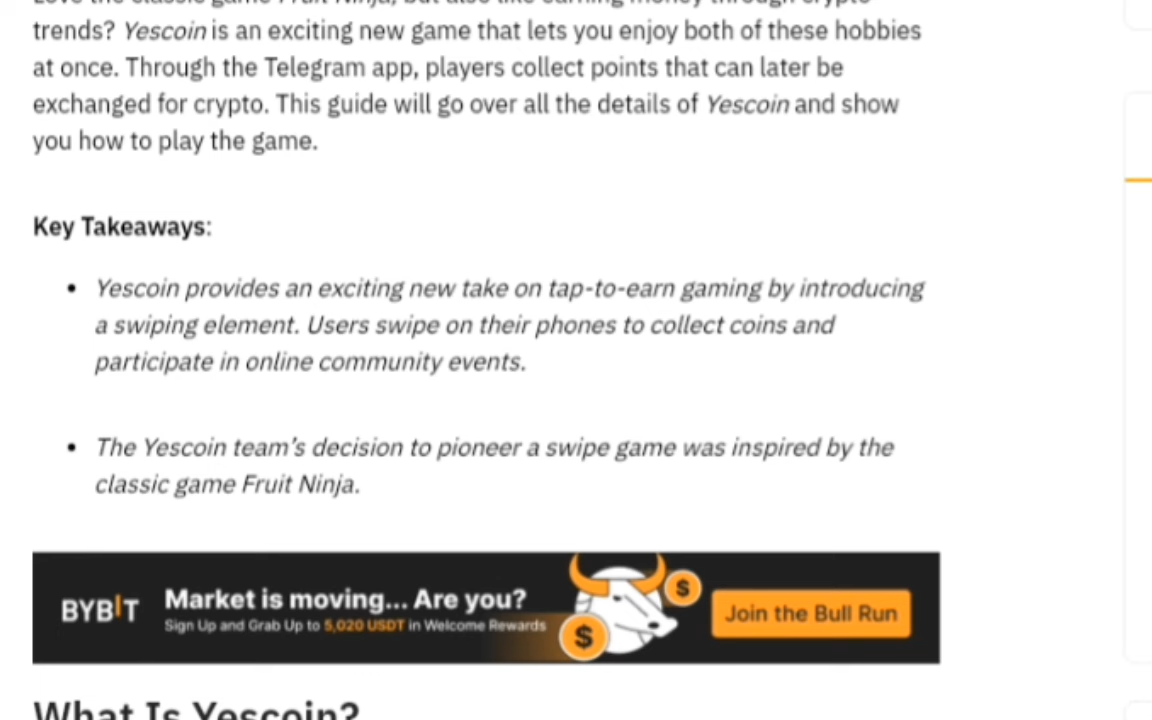 trends? Yescoin is an exciting new game that lets you enjoy both of these hobbies
at once. Through the Telegram app, players collect points that can later be
exchanged for crypto. This guide will go over all the details of Yescoin and show
you how to play the game.
Key Takeaways:
• Yescoin provides an exciting new take on tap-to-earn gaming by introducing
a swiping element. Users swipe on their phones to collect coins and
participate in online community events.
• The Yescoin team’s decision to pioneer a swipe game was inspired by the
classic game Fruit Ninja.
BYBIT
Market is moving... Are you?
Sign Up and Grab Up to 5,020 USDT in Welcome Rewards
$
$
Join the Bull Run
What Is Yescoin?